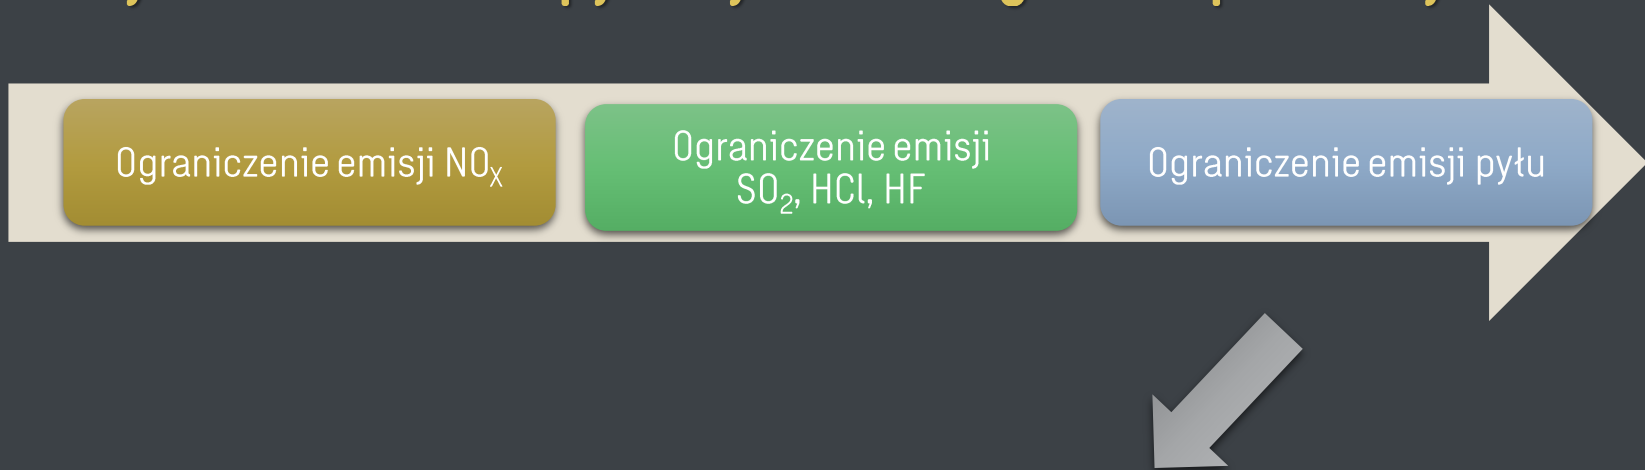 Ograniczenie emisji NOₓ
Ograniczenie emisji
SO₂, HCl, HF
Ograniczenie emisji pyłu